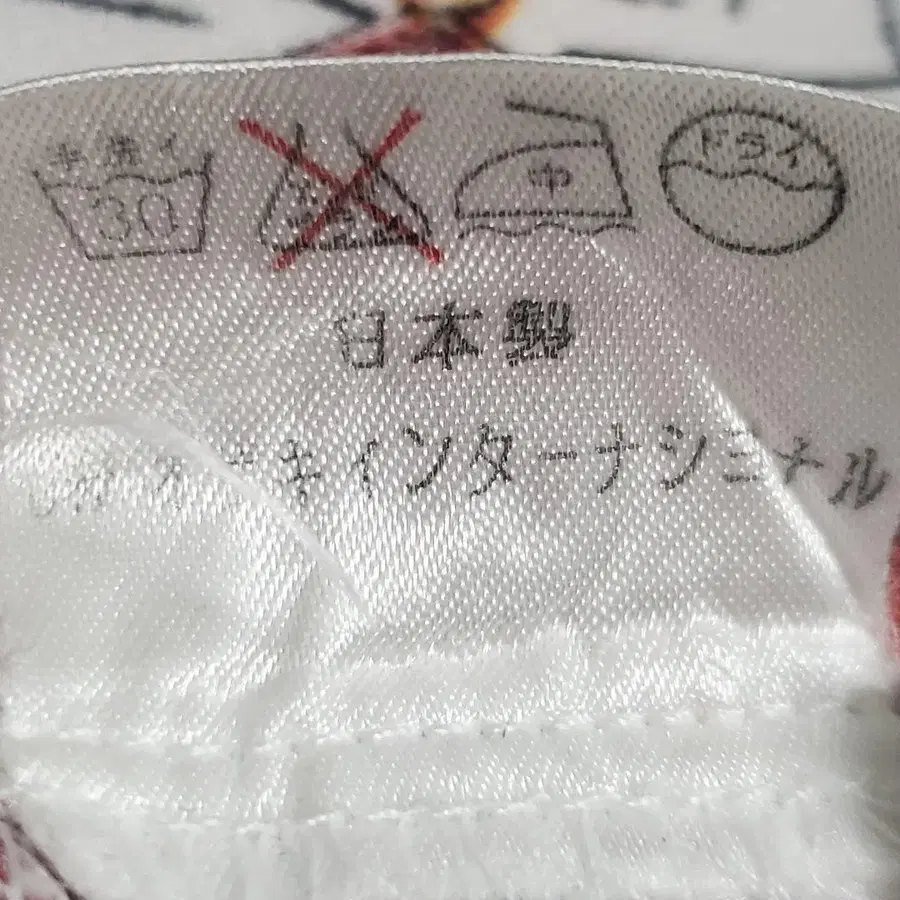 手洗イ 30 中 ドライ
日本製
キインターナショナル